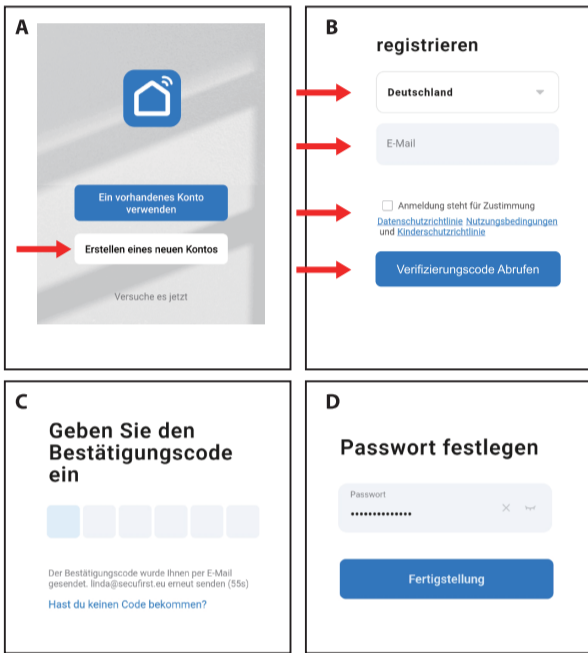 A
Ein vorhandenes Konto
verwenden
Erstellen eines neuen Kontos
Versuche es jetzt
B
registrieren
Deutschland
E-Mail
Anmeldung steht für Zustimmung
Datenschutzrichtlinie Nutzungsbedingungen
und Kinderschutzrichtlinie
Verifizierungscode Abrufen
C
Geben Sie den
Bestätigungscode
ein
Der Bestätigungscode wurde Ihnen per E-Mail
gesendet. linda@secufirst.eu erneut senden (55s)
Hast du keinen Code bekommen?
D
Passwort festlegen
Passwort
••••••••••••••
Fertigstellung